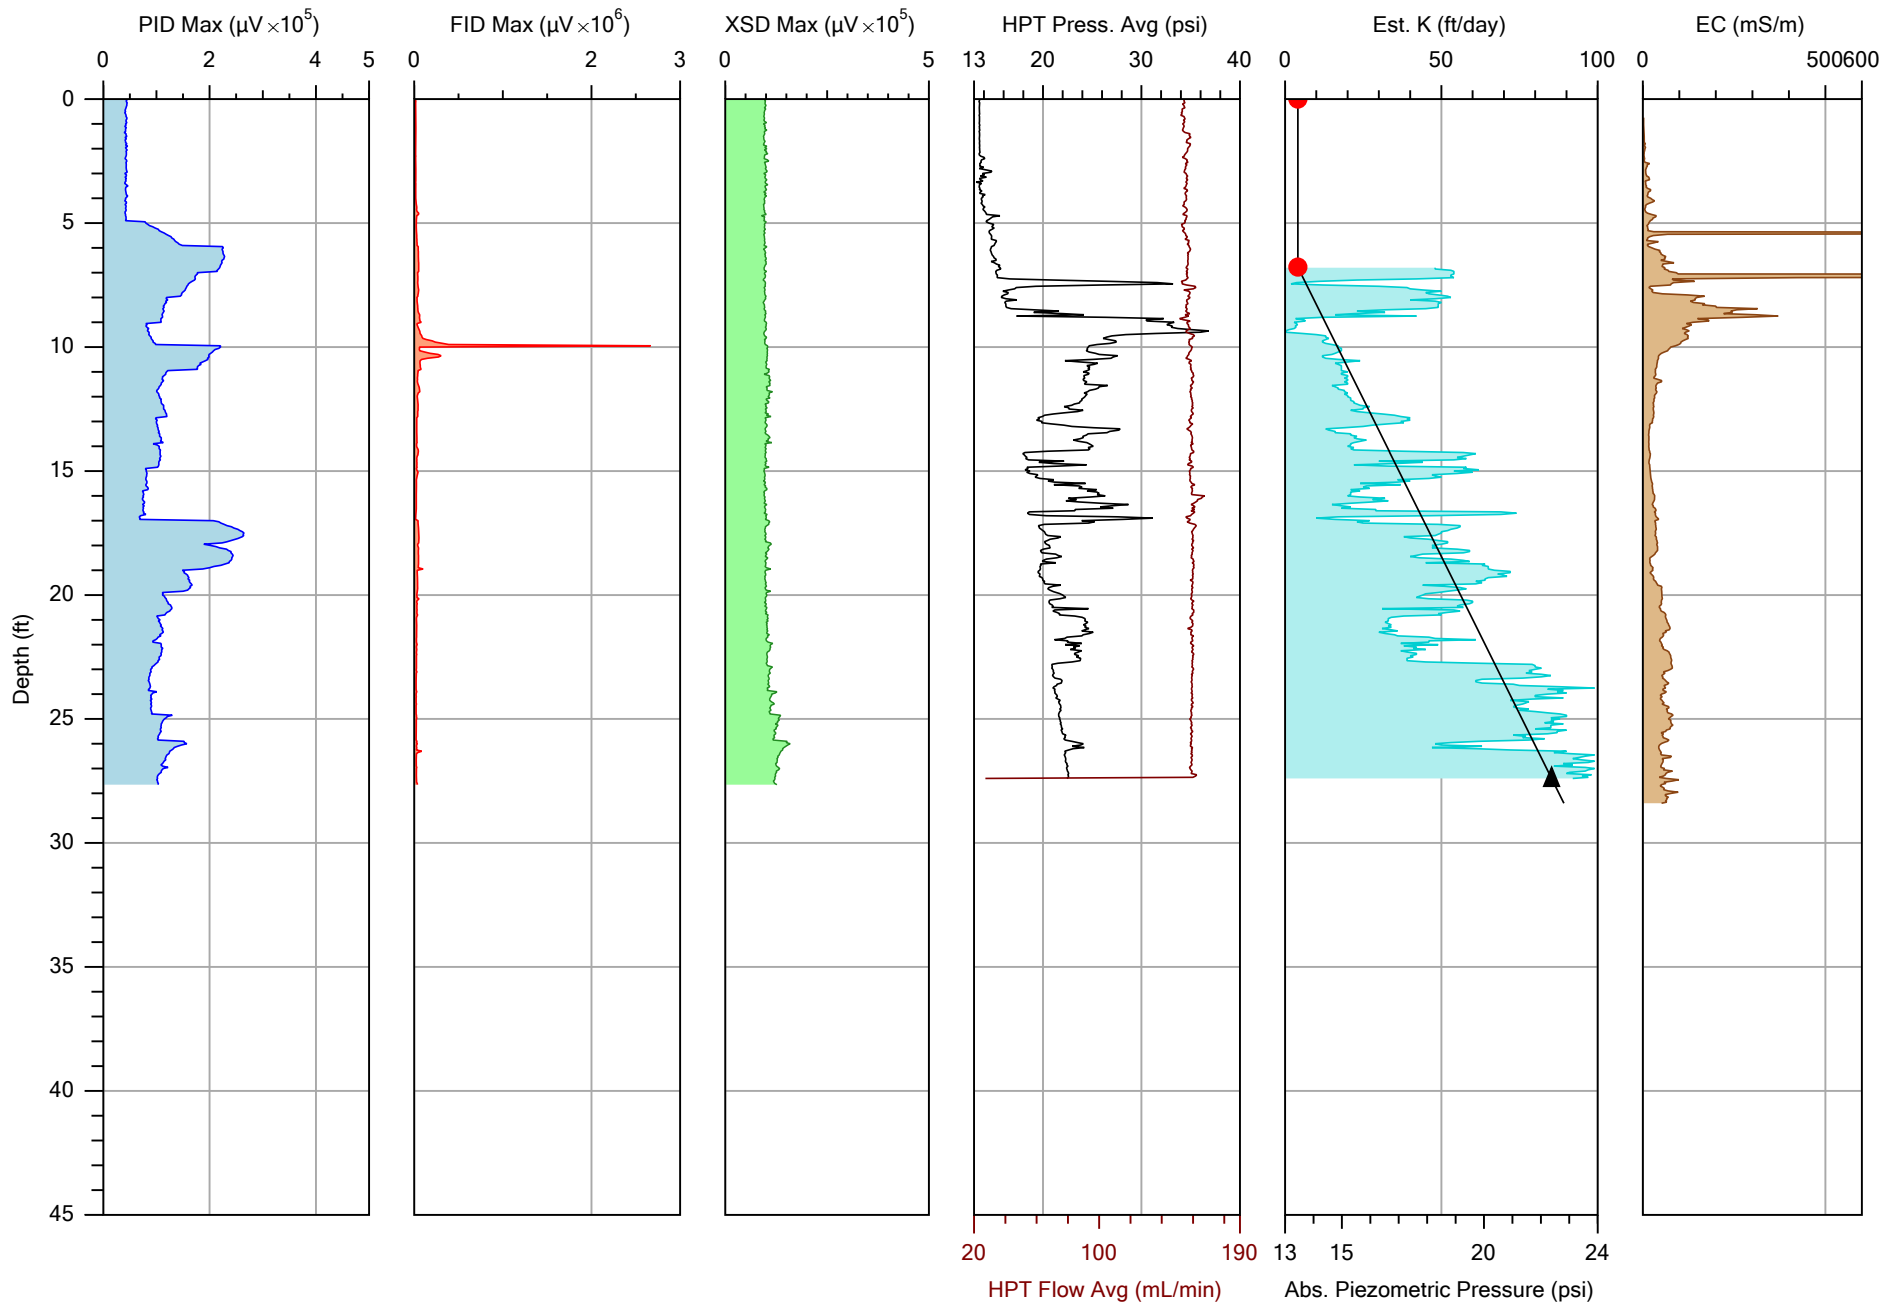 PID Max (µV ×10⁵) FID Max (µV ×10⁶) XSD Max (µV ×10⁵) HPT Press. Avg (psi) Est. K (ft/day) EC (mS/m)
0 2 4 5 0 2 3 0 5 13 20 30 40 0 50 100 0 500 600
0
5
10
15
20
25
30
35
40
45
Depth (ft)
20 100 190 13 15 20 24
HPT Flow Avg (mL/min) Abs. Piezometric Pressure (psi)